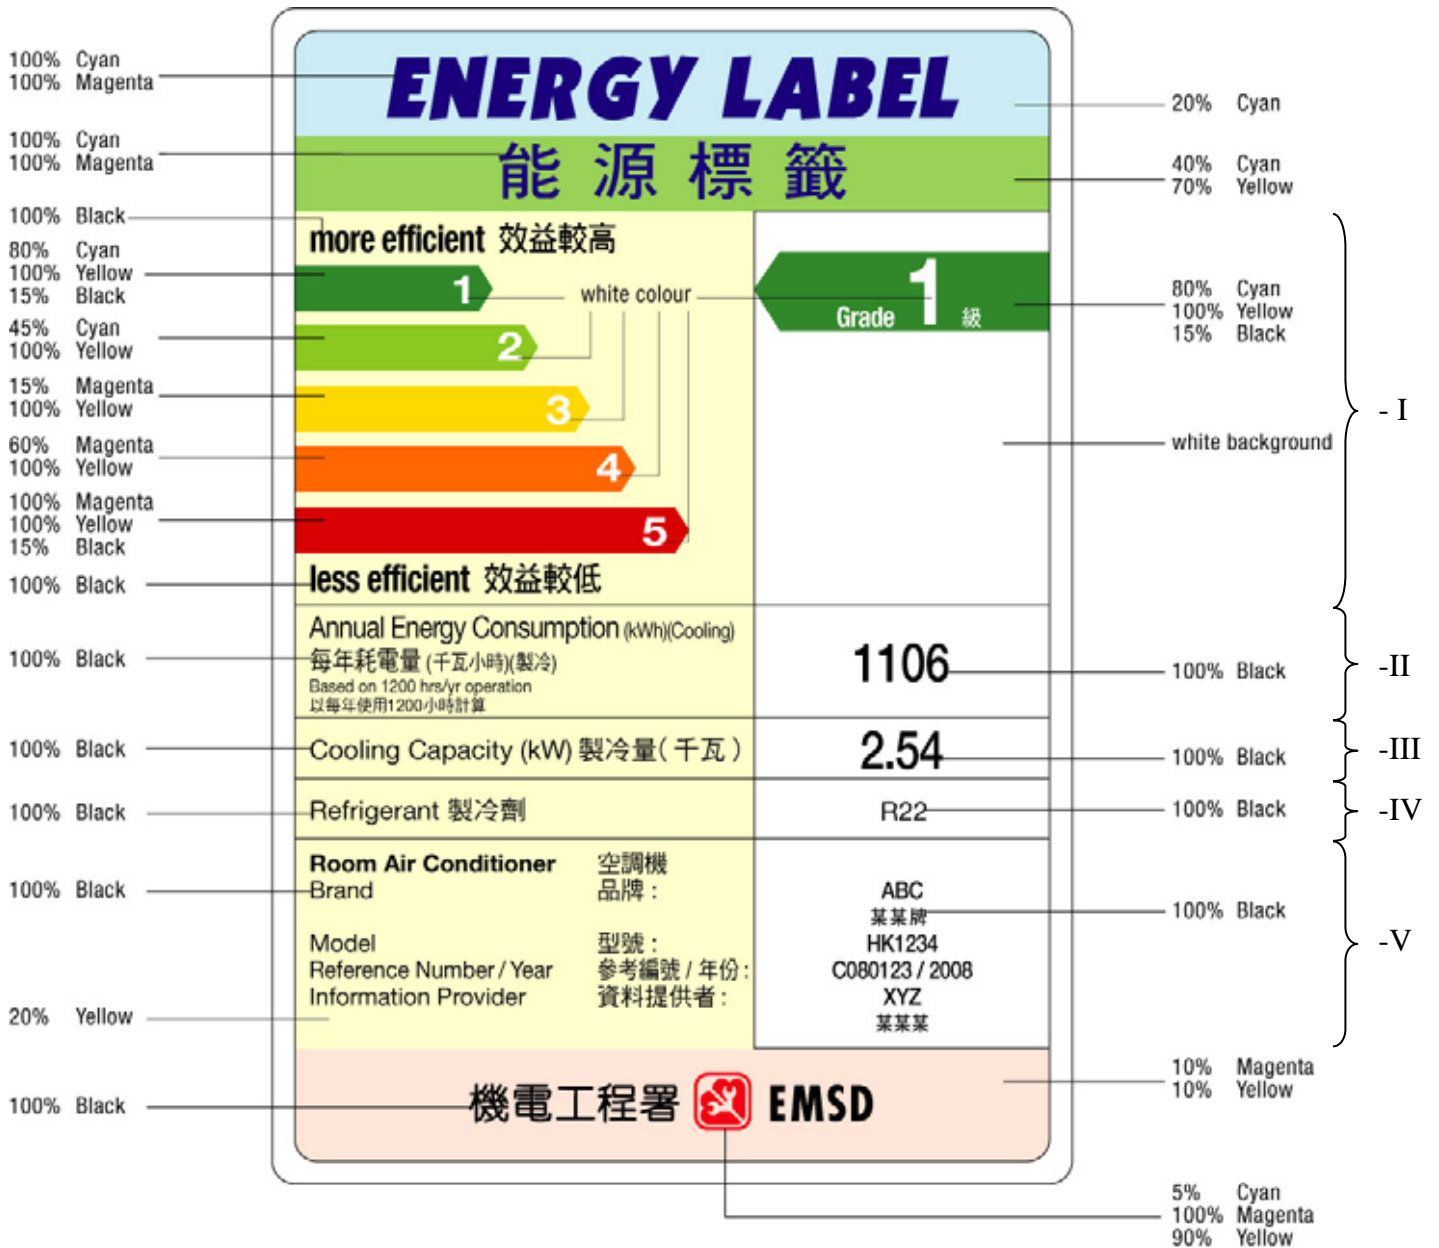 100% Cyan
100% Magenta
100% Cyan
100% Magenta
100% Black
80% Cyan
100% Yellow
15% Black
45% Cyan
100% Yellow
15% Magenta
100% Yellow
60% Magenta
100% Yellow
100% Magenta
100% Yellow
15% Black
100% Black
100% Black
100% Black
100% Black
100% Black
20% Yellow
100% Black
ENERGY LABEL
能源標籤
more efficient 效益較高
1
white colour
2
3
4
5
less efficient 效益較低
1
Grade 級
Annual Energy Consumption (kWh)(Cooling)
每年耗電量 (千瓦小時)(製冷)
Based on 1200 hrs/yr operation
以每年使用1200小時計算
1106
Cooling Capacity (kW) 製冷量(千瓦) 2.54
Refrigerant 製冷劑 R22
Room Air Conditioner 空調機
Brand 品牌 : ABC
某某牌
Model 型號 : HK1234
Reference Number / Year 參考編號 / 年份 : C080123 / 2008
Information Provider 資料提供者 : XYZ
某某某
機電工程署 EMSD
20% Cyan
40% Cyan
70% Yellow
80% Cyan
100% Yellow
15% Black
white background
100% Black
100% Black
100% Black
100% Black
10% Magenta
10% Yellow
5% Cyan
100% Magenta
90% Yellow
- I
-II
-III
-IV
-V